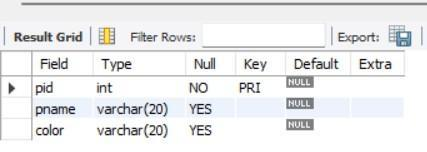 Result Grid Filter Rows: Export:
Field Type Null Key Default Extra
pid int NO PRI NULL
pname varchar(20) YES NULL
color varchar(20) YES NULL